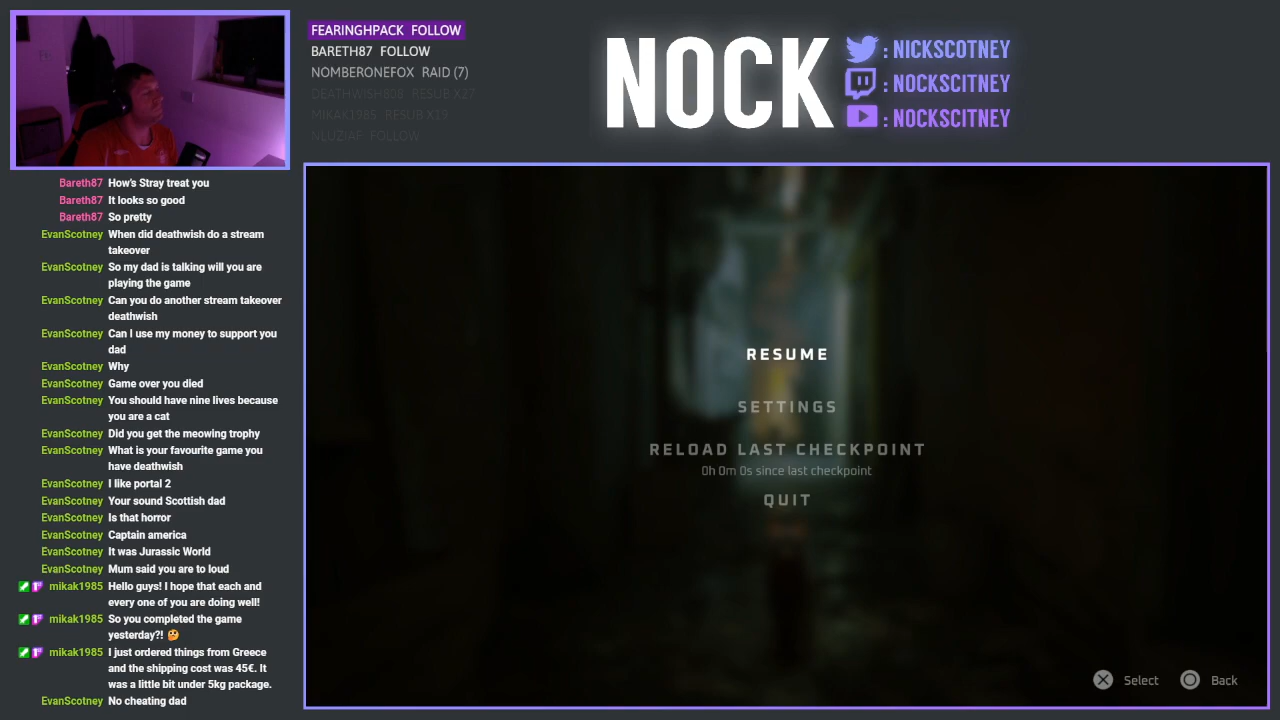 FEARINGHPACK FOLLOW
BARETH87 FOLLOW
NOMBERONEFOX RAID (7)
DEATHWISH808 RESUB X27
MIKAK1985 RESUB X19
NLUZIAF FOLLOW
NOCK
: NICKSCOTNEY
: NOCKSCITNEY
: NOCKSCITNEY
Bareth87 How's Stray treat you
Bareth87 It looks so good
Bareth87 So pretty
EvanScotney When did deathwish do a stream
takeover
EvanScotney So my dad is talking will you are
playing the game
EvanScotney Can you do another stream takeover
deathwish
EvanScotney Can I use my money to support you
dad
EvanScotney Why
EvanScotney Game over you died
EvanScotney You should have nine lives because
you are a cat
EvanScotney Did you get the meowing trophy
EvanScotney What is your favourite game you
have deathwish
EvanScotney I like portal 2
EvanScotney Your sound Scottish dad
EvanScotney Is that horror
EvanScotney Captain america
EvanScotney It was Jurassic World
EvanScotney Mum said you are to loud
mikak1985 Hello guys! I hope that each and
every one of you are doing well!
mikak1985 So you completed the game
yesterday?! 🤔
mikak1985 I just ordered things from Greece
and the shipping cost was 45€. It
was a little bit under 5kg package.
EvanScotney No cheating dad
RESUME
SETTINGS
RELOAD LAST CHECKPOINT
0h 0m 0s since last checkpoint
QUIT
Select
Back